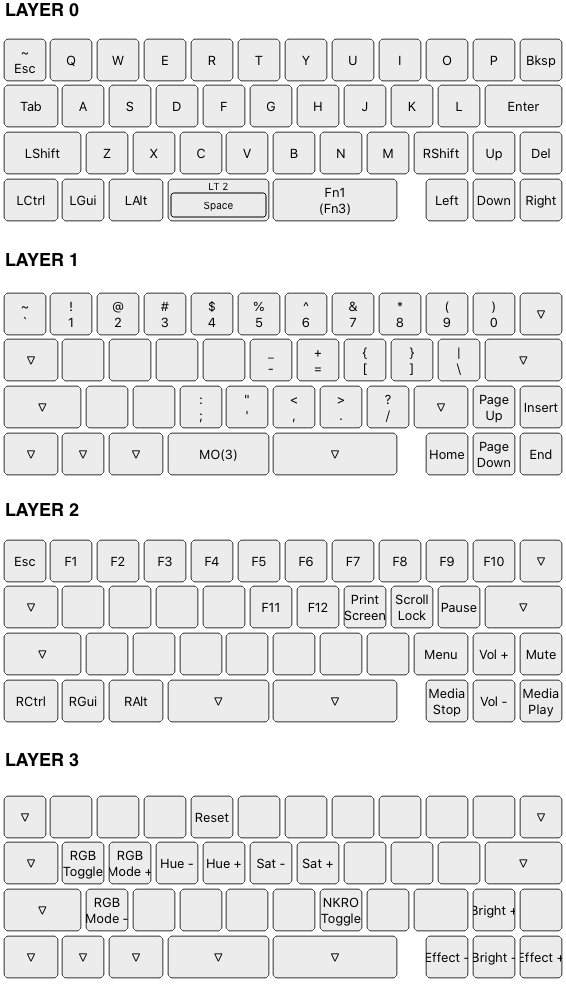 LAYER 0
~
Esc
Q W E R T Y U I O P Bksp
Tab A S D F G H J K L Enter
LShift Z X C V B N M RShift Up Del
LCtrl LGui LAlt
LT 2
Space
Fn1
(Fn3)
Left Down Right
LAYER 1
~ ! @ # $ % ^ & * ( )
` 1 2 3 4 5 6 7 8 9 0 ∇
∇ _ + { } | ∇
- = [ ] \
∇ : " < > ? ∇ Page Up Insert
; ' , . /
∇ ∇ ∇ MO(3) ∇ Home Page Down End
LAYER 2
Esc F1 F2 F3 F4 F5 F6 F7 F8 F9 F10 ∇
∇ F11 F12 Print Screen Scroll Lock Pause ∇
∇ Menu Vol + Mute
RCtrl RGui RAlt ∇ ∇ Media Stop Vol - Media Play
LAYER 3
∇ Reset ∇
∇ RGB Toggle RGB Mode + Hue - Hue + Sat - Sat + ∇
∇ RGB Mode - NKRO Toggle Bright +
∇ ∇ ∇ ∇ ∇ Effect - Bright - Effect +